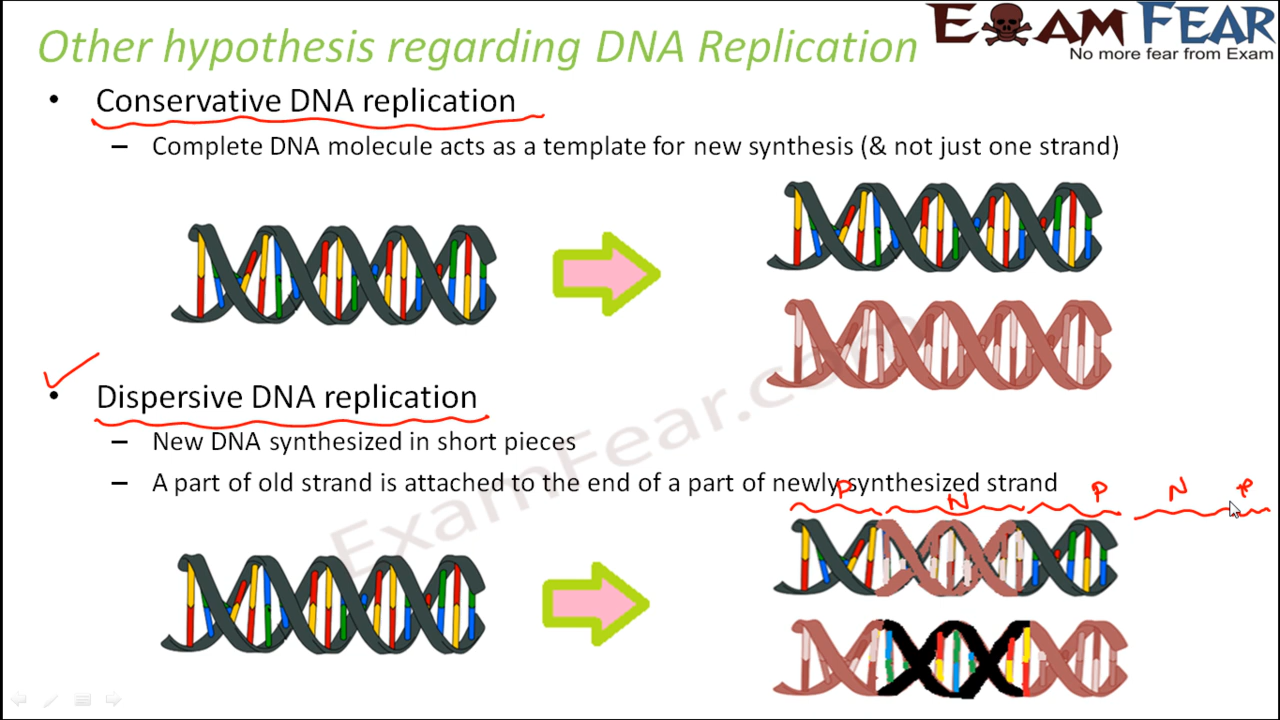 Other hypothesis regarding DNA Replication
EXAM FEAR
No more fear from Exam
• Conservative DNA replication
– Complete DNA molecule acts as a template for new synthesis (& not just one strand)
• Dispersive DNA replication
– New DNA synthesized in short pieces
– A part of old strand is attached to the end of a part of newly synthesized strand
P N P N P
ExamFear.com